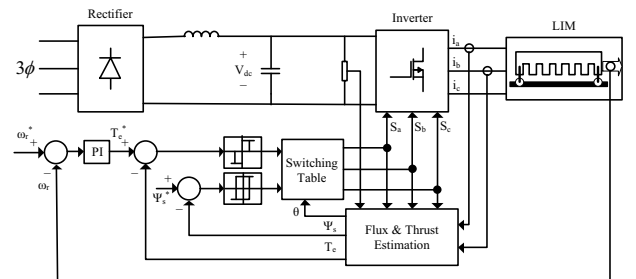 Rectifier
Inverter
LIM
3ϕ
+
V_dc
−
i_a
i_b
i_c
S_a
S_b
S_c
ω_r*
+
−
ω_r
PI
T_e*
+
−
+
Ψ_s*
−
Switching
Table
θ
Ψ_s
T_e
Flux & Thrust
Estimation